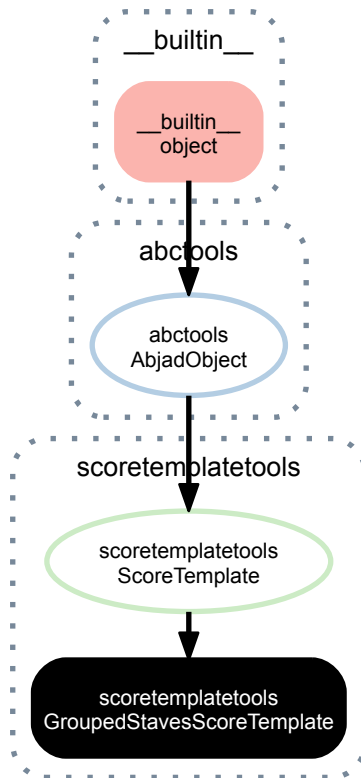 __builtin__
__builtin__
object
abctools
abctools
AbjadObject
scoretemplatetools
scoretemplatetools
ScoreTemplate
scoretemplatetools
GroupedStavesScoreTemplate